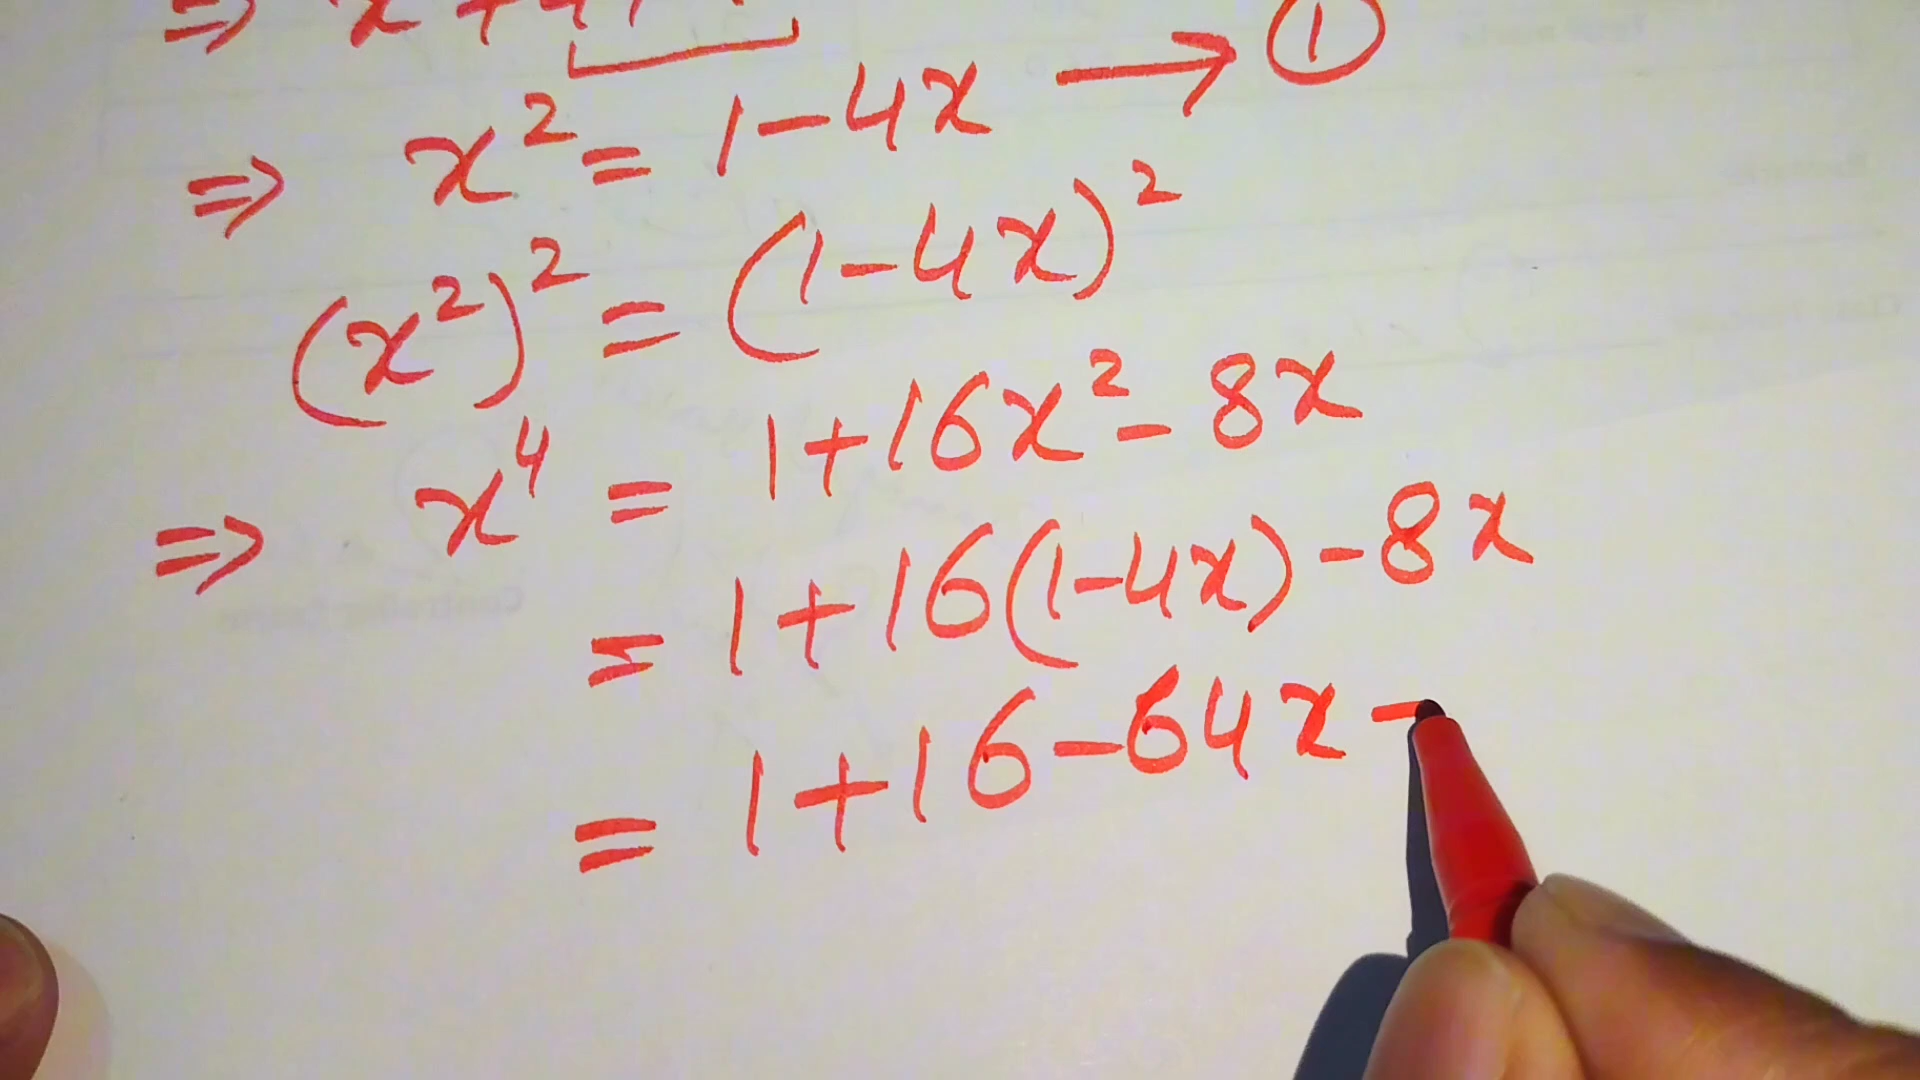 ⇒ x² = 1 - 4x → ①
(x²)² = (1 - 4x)²
⇒ x⁴ = 1 + 16x² - 8x
= 1 + 16(1 - 4x) - 8x
= 1 + 16 - 64x -